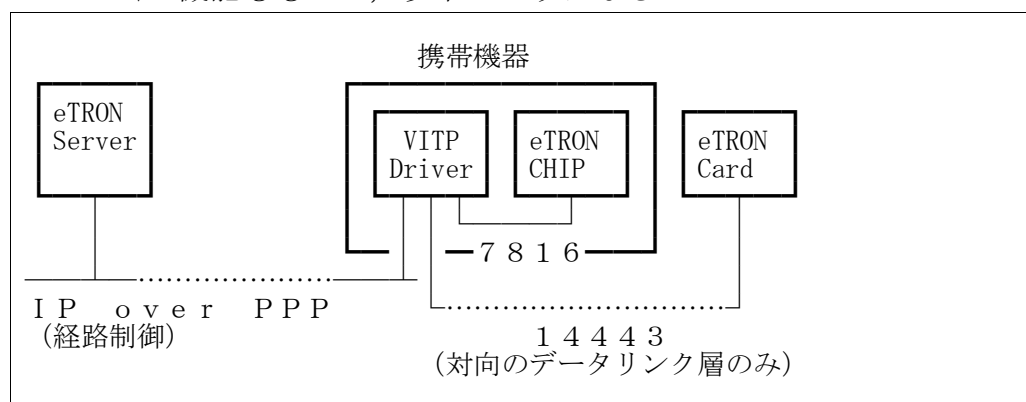 携帯機器
eTRON
Server
VITP
Driver
eTRON
CHIP
eTRON
Card
７８１６
ＩＰ ｏｖｅｒ ＰＰＰ
(経路制御)
１４４４３
(対向のデータリンク層のみ)